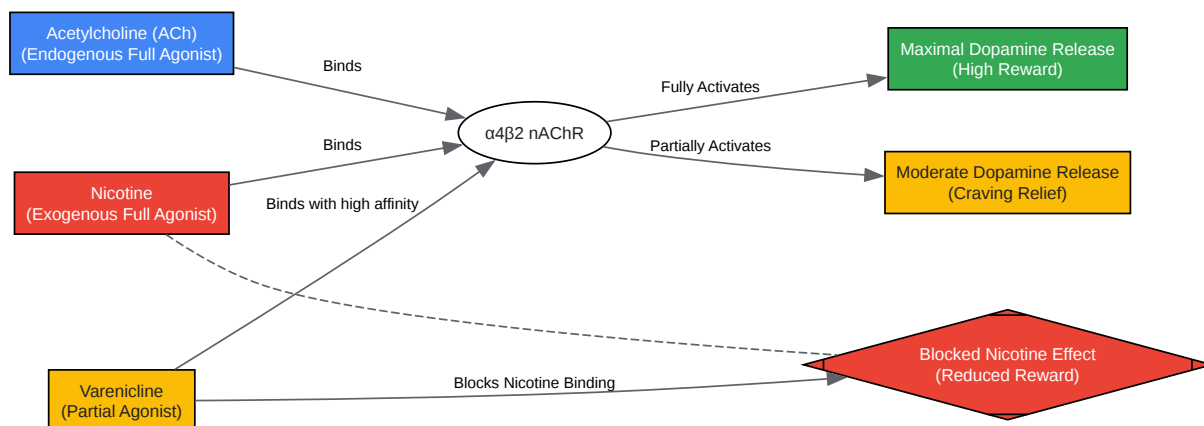 Acetylcholine (ACh)
(Endogenous Full Agonist)
Binds
Maximal Dopamine Release
(High Reward)
Fully Activates
α4β2 nAChR
Binds
Partially Activates
Moderate Dopamine Release
(Craving Relief)
Nicotine
(Exogenous Full Agonist)
Binds with high affinity
Blocked Nicotine Effect
(Reduced Reward)
Blocks Nicotine Binding
Varenicline
(Partial Agonist)